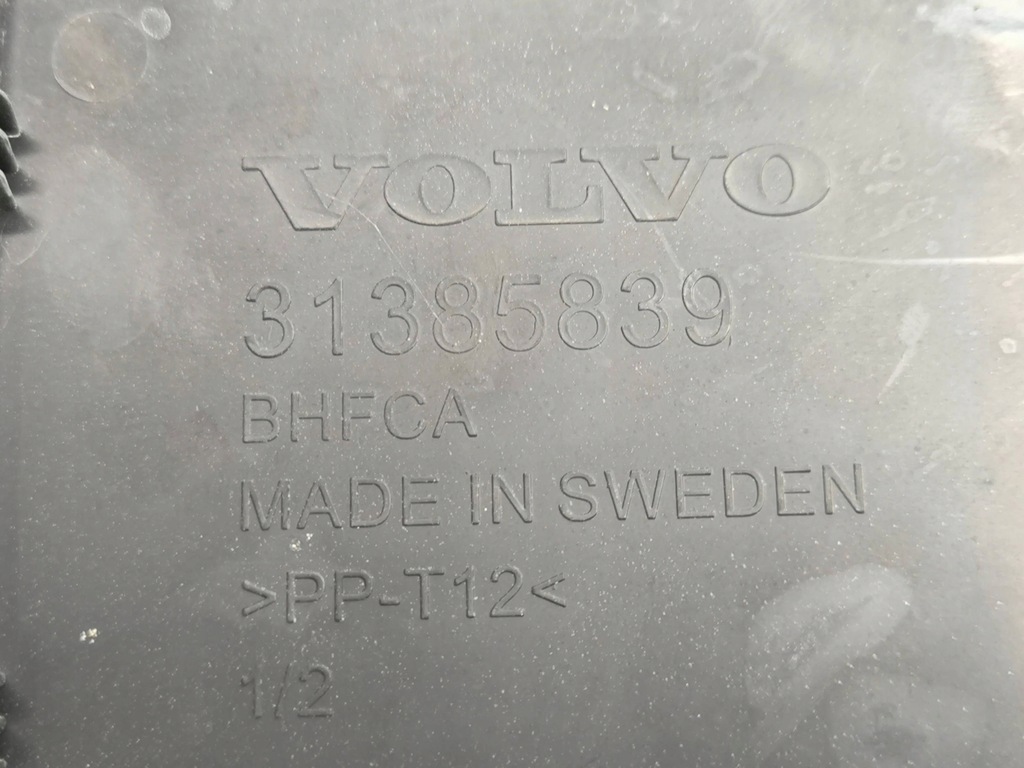 VOLVO
31385839
BHFCA
MADE IN SWEDEN
>PP-T12<
1/2